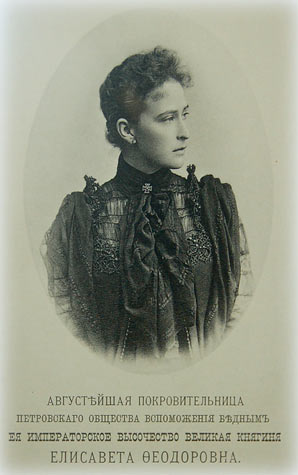 АВГУСТѢЙШАЯ ПОКРОВИТЕЛЬНИЦА
ПЕТРОВСКАГО ОБЩЕСТВА ВСПОМОЖЕНІЯ БѢДНЫМЪ
ЕЯ ИМПЕРАТОРСКОЕ ВЫСОЧЕСТВО ВЕЛИКАЯ КНЯГИНЯ
ЕЛИСАВЕТА ѲЕОДОРОВНА.